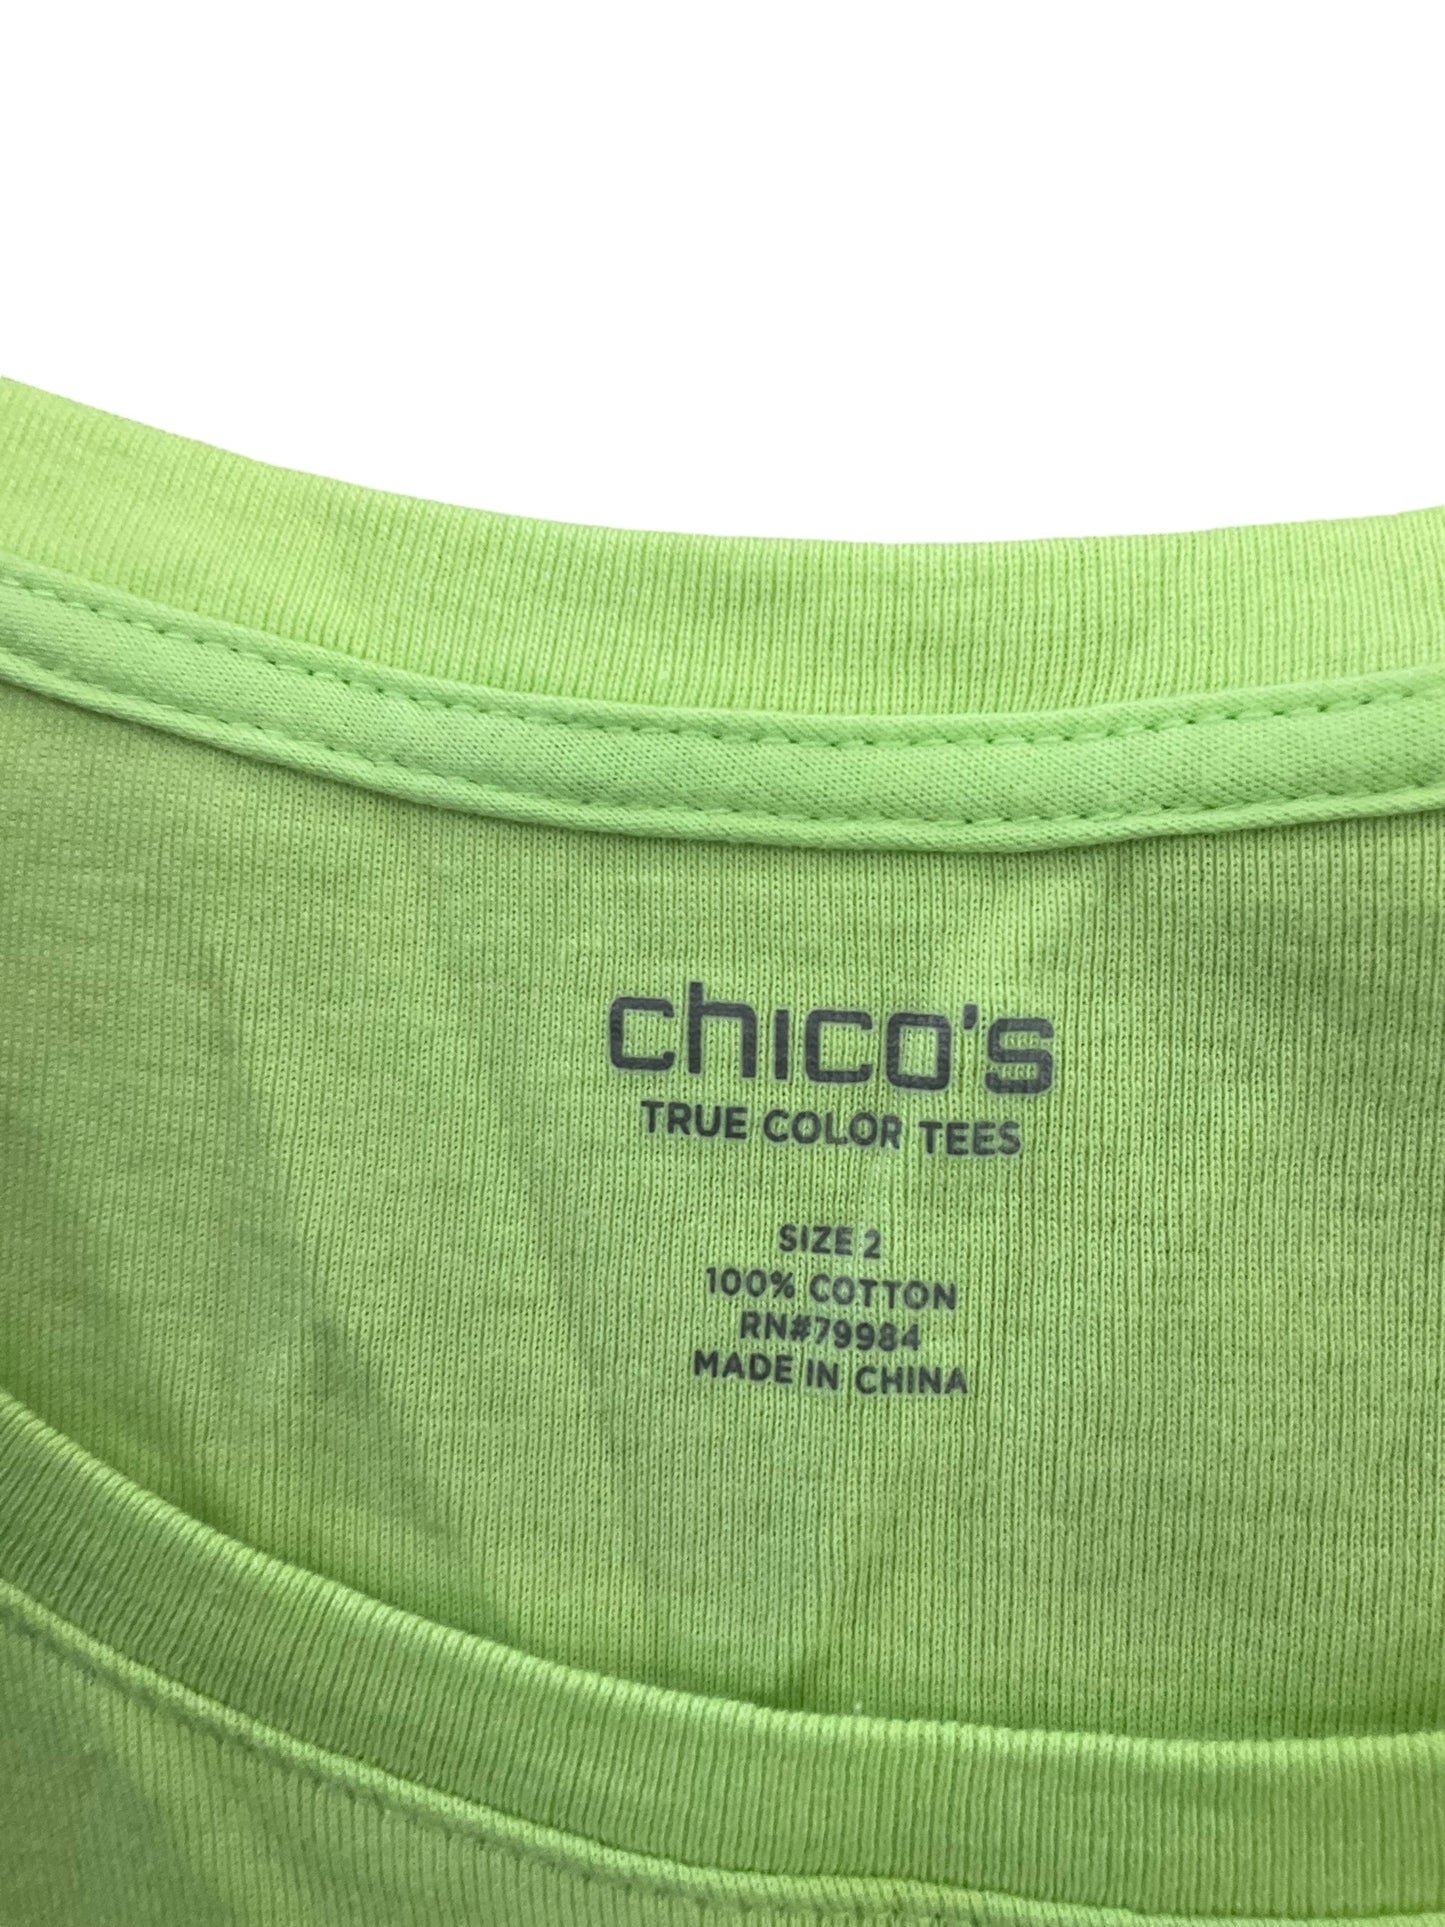 chico's
TRUE COLOR TEES
SIZE 2
100% COTTON
RN#79984
MADE IN CHINA